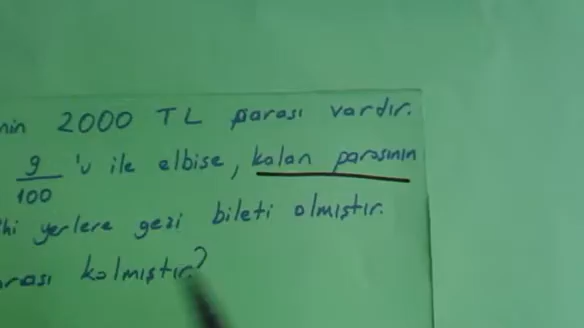 nin 2000 TL parası vardır.
9/100 'u ile elbise, kalan parasının
hi yerlere gezi bileti almıştır.
arası kalmıştır?